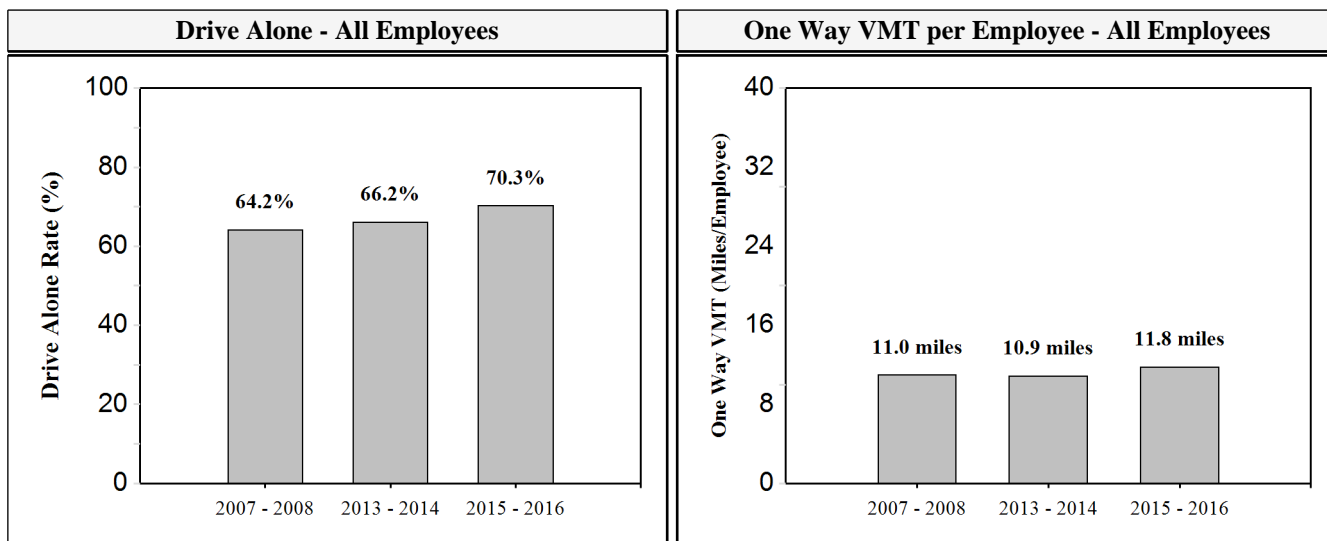 Drive Alone - All Employees
100
80
60
40
20
0
Drive Alone Rate (%)
64.2%
66.2%
70.3%
2007 - 2008
2013 - 2014
2015 - 2016
One Way VMT per Employee - All Employees
40
32
24
16
8
0
One Way VMT (Miles/Employee)
11.0 miles
10.9 miles
11.8 miles
2007 - 2008
2013 - 2014
2015 - 2016